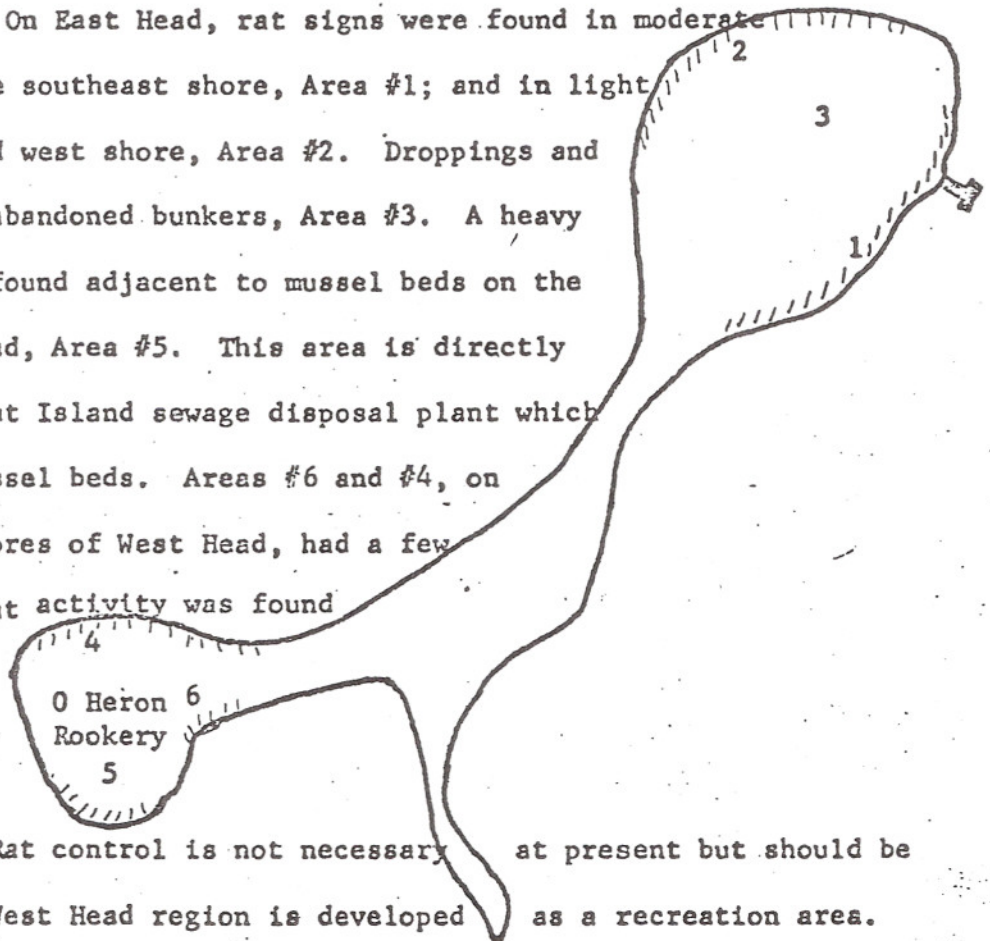 On East Head, rat signs were found in moderate
southeast shore, Area #1; and in light
2
west shore, Area #2. Droppings and
3
abandoned bunkers, Area #3. A heavy
1
found adjacent to mussel beds on the
Area #5. This area is directly
Island sewage disposal plant which
beds. Areas #6 and #4, on
of West Head, had a few
activity was found
4
O Heron 6
Rookery
5
Rat control is not necessary at present but should be
West Head region is developed as a recreation area.